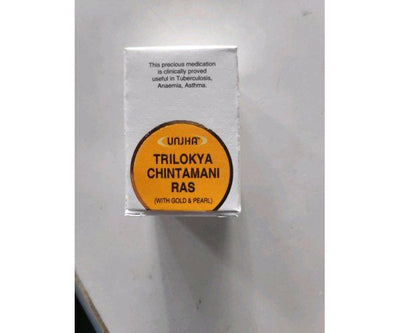 This precious medication
is clinically proved
useful in Tuberculosis,
Anaemia, Asthma.
UNJHA
TRILOKYA
CHINTAMANI
RAS
(WITH GOLD & PEARL)